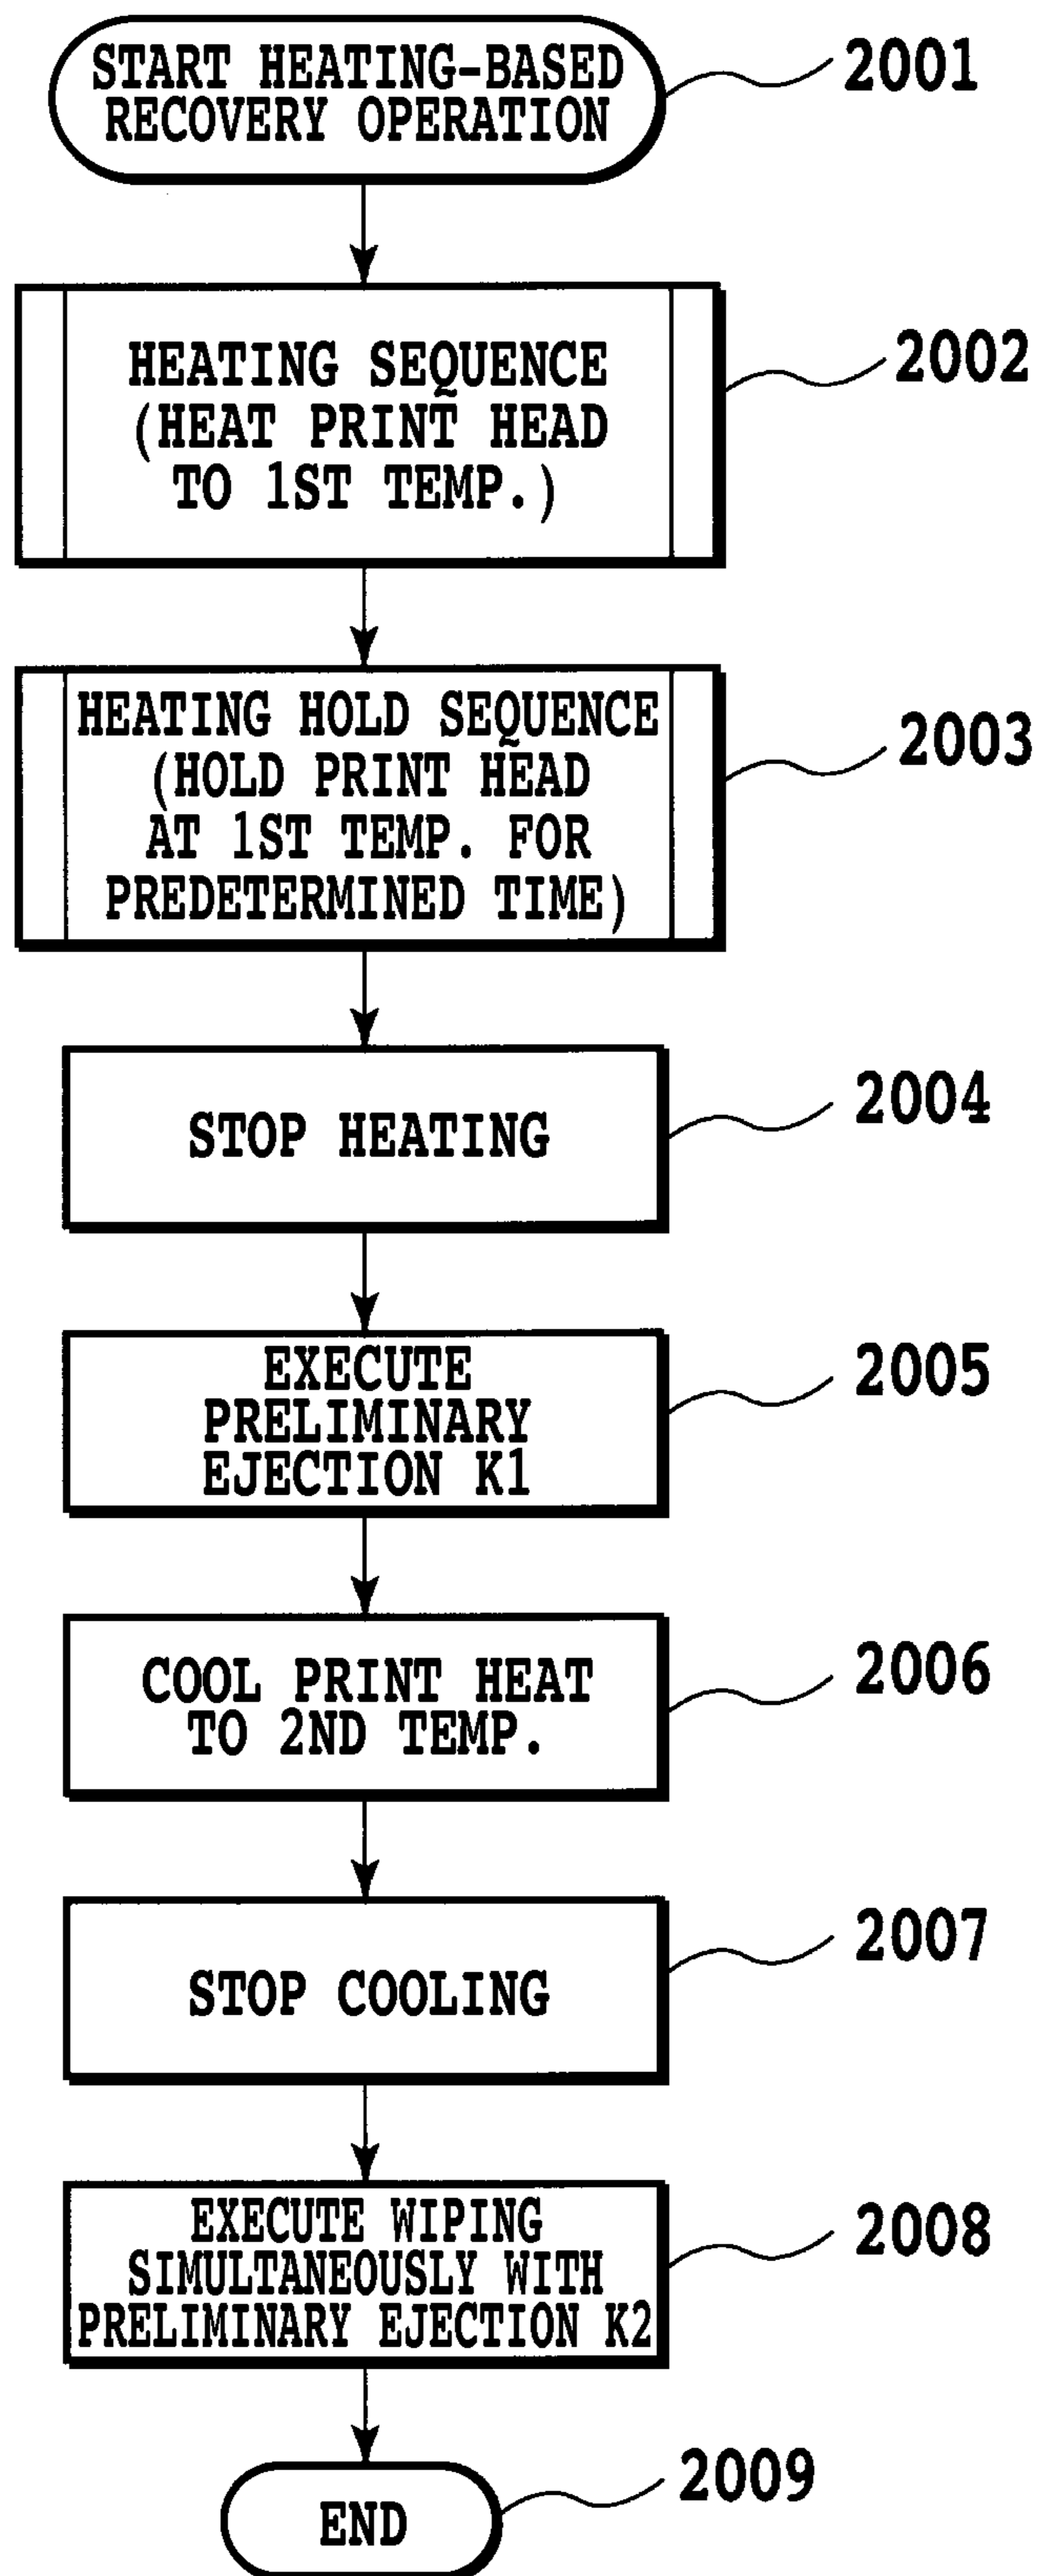 START HEATING-BASED
RECOVERY OPERATION
2001
HEATING SEQUENCE
(HEAT PRINT HEAD
TO 1ST TEMP.)
2002
HEATING HOLD SEQUENCE
(HOLD PRINT HEAD
AT 1ST TEMP. FOR
PREDETERMINED TIME)
2003
STOP HEATING
2004
EXECUTE
PRELIMINARY
EJECTION K1
2005
COOL PRINT HEAT
TO 2ND TEMP.
2006
STOP COOLING
2007
EXECUTE WIPING
SIMULTANEOUSLY WITH
PRELIMINARY EJECTION K2
2008
END
2009